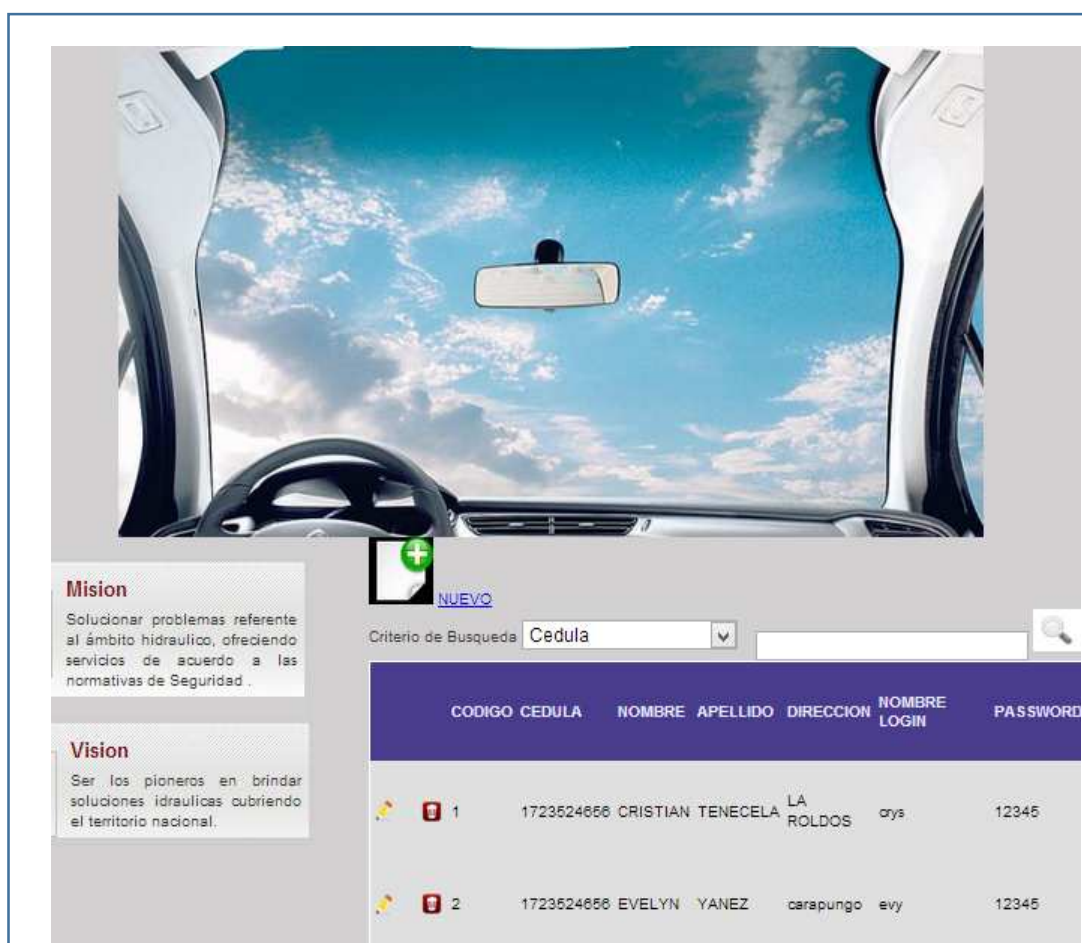 Mision
Solucionar problemas referente
al ámbito hidraulico, ofreciendo
servicios de acuerdo a las
normativas de Seguridad .
Vision
Ser los pioneros en brindar
soluciones idraulicas cubriendo
el territorio nacional.
NUEVO
Criterio de Busqueda Cedula
CODIGO CEDULA NOMBRE APELLIDO DIRECCION NOMBRE LOGIN PASSWORD
1 1723524656 CRISTIAN TENECELA LA ROLDOS crys 12345
2 1723524656 EVELYN YANEZ carapungo evy 12345